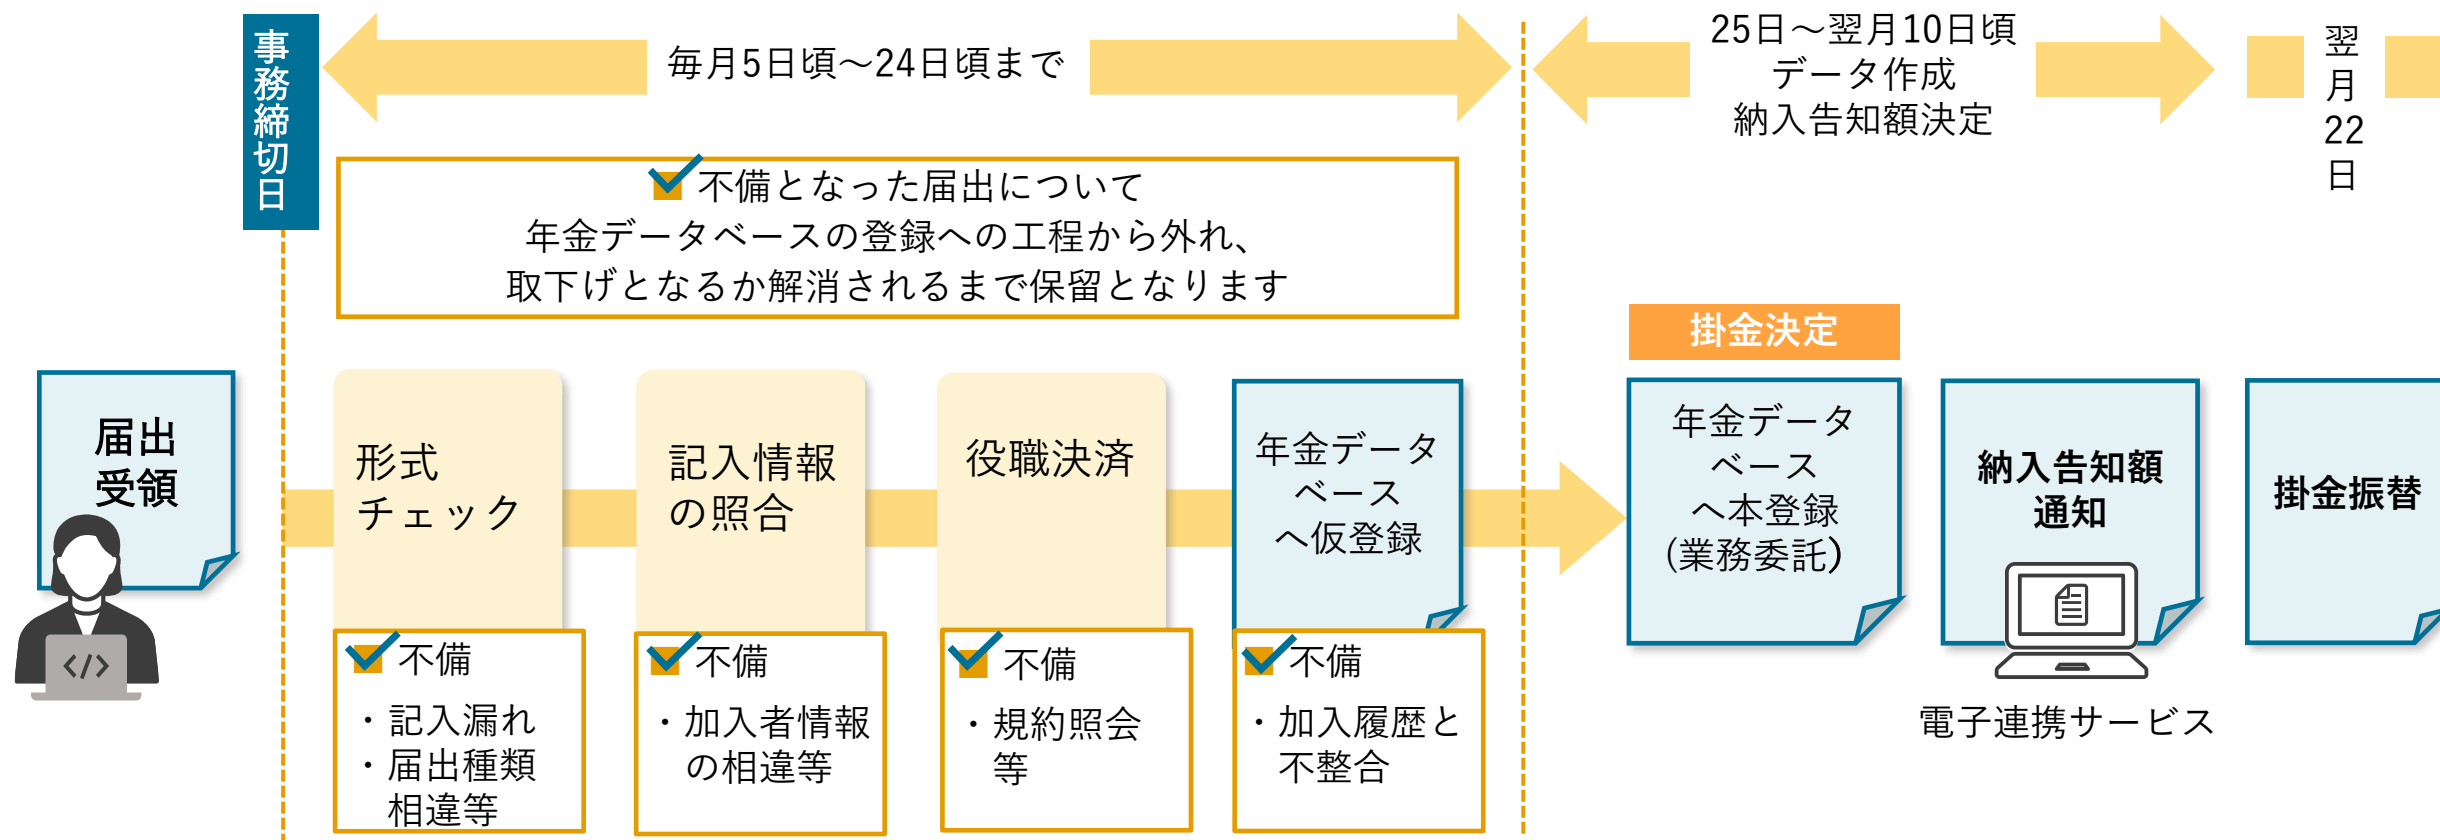 事務締切日
毎月5日頃～24日頃まで
25日～翌月10日頃
データ作成
納入告知額決定
翌
月
22
日
不備となった届出について
年金データベースの登録への工程から外れ、
取下げとなるか解消されるまで保留となります
掛金決定
届出
受領
形式
チェック
記入情報
の照合
役職決済
年金データ
ベース
へ仮登録
年金データ
ベース
へ本登録
(業務委託)
納入告知額
通知
掛金振替
不備
・記入漏れ
・届出種類
相違等
不備
・加入者情報
の相違等
不備
・規約照会
等
不備
・加入履歴と
不整合
電子連携サービス